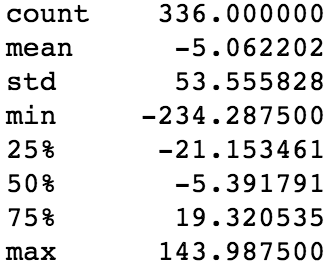 count 336.000000
mean -5.062202
std 53.555828
min -234.287500
25% -21.153461
50% -5.391791
75% 19.320535
max 143.987500